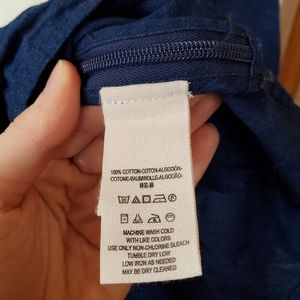 100% COTTON-COTON-ALGODÓN-
COTONE-BAUMWOLLE-ALGODÃO-
MACHINE WASH COLD
WITH LIKE COLORS
USE ONLY NON-CHLORINE BLEACH
TUMBLE DRY LOW
LOW IRON AS NEEDED
MAY BE DRY CLEANED